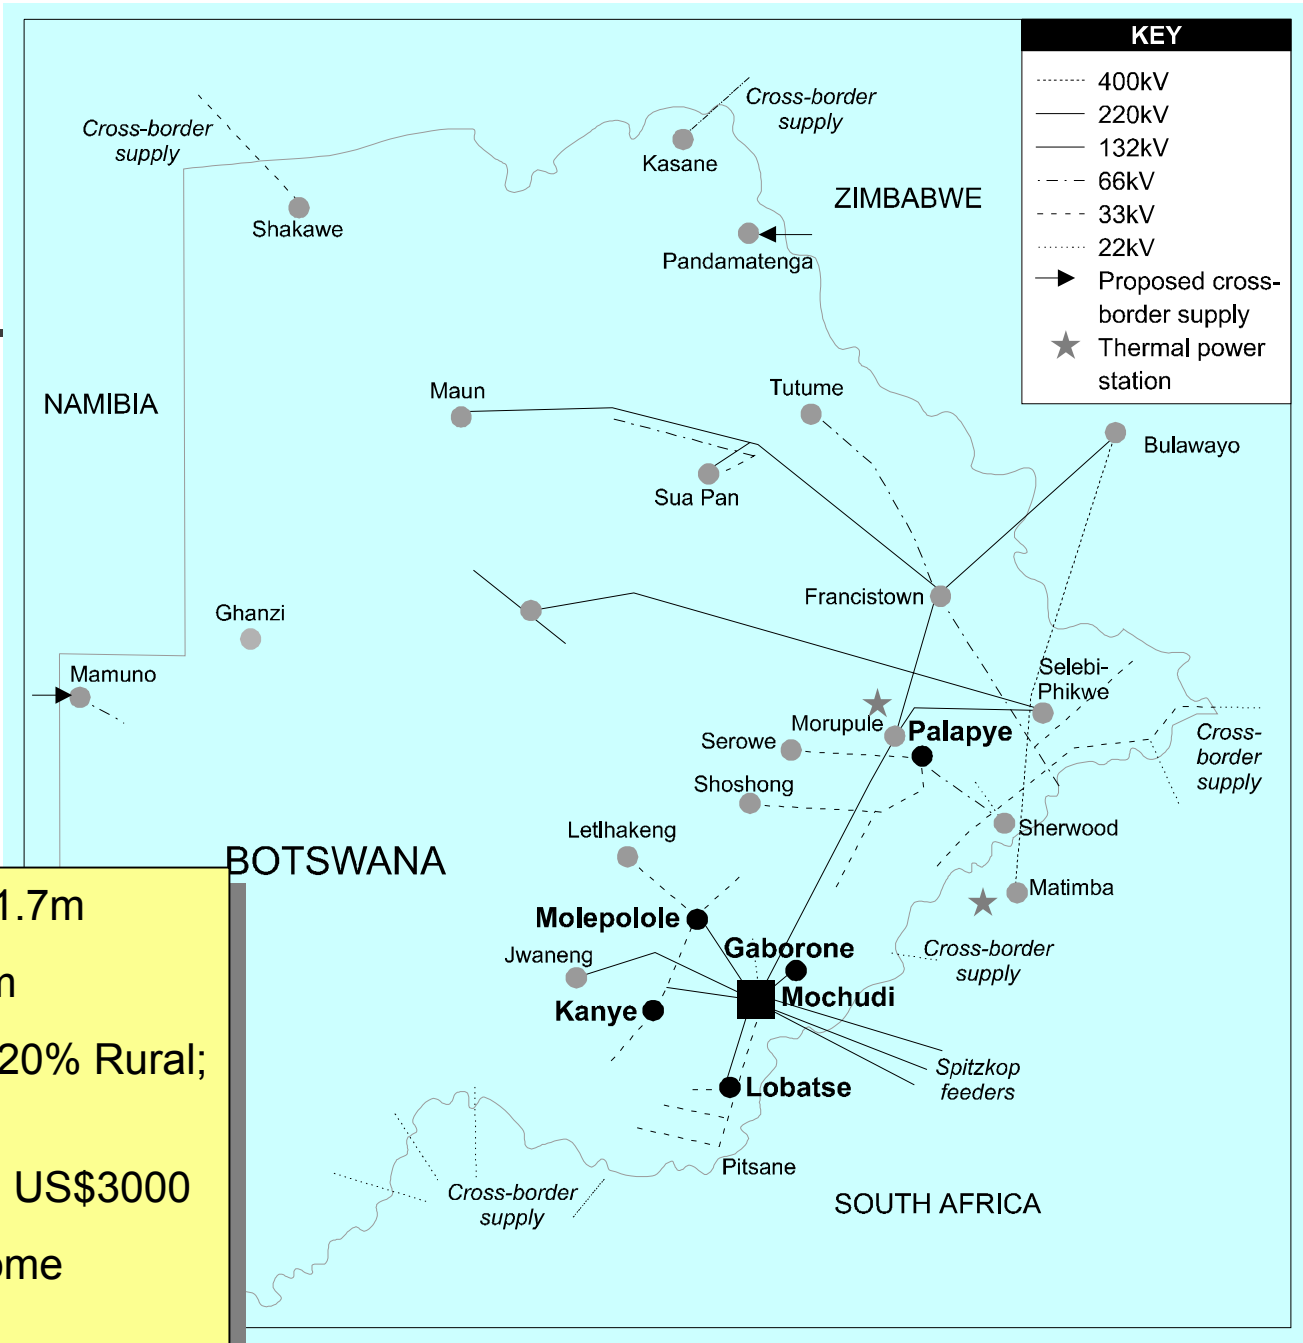 KEY
400kV
220kV
132kV
66kV
33kV
22kV
Proposed cross-
border supply
Thermal power
station
Cross-border
supply
Cross-border
supply
Kasane
ZIMBABWE
Shakawe
Pandamatenga
NAMIBIA
Maun
Tutume
Bulawayo
Sua Pan
Francistown
Ghanzi
Mamuno
Selebi-
Phikwe
Morupule
Palapye
Serowe
Cross-
border
supply
Shoshong
Letlhakeng
Sherwood
BOTSWANA
Matimba
Molepolole
Gaborone
Cross-border
supply
Jwaneng
Mochudi
Kanye
Spitzkop
feeders
Lobatse
Pitsane
Cross-border
supply
SOUTH AFRICA
1.7m
m
20% Rural;
US$3000
ome